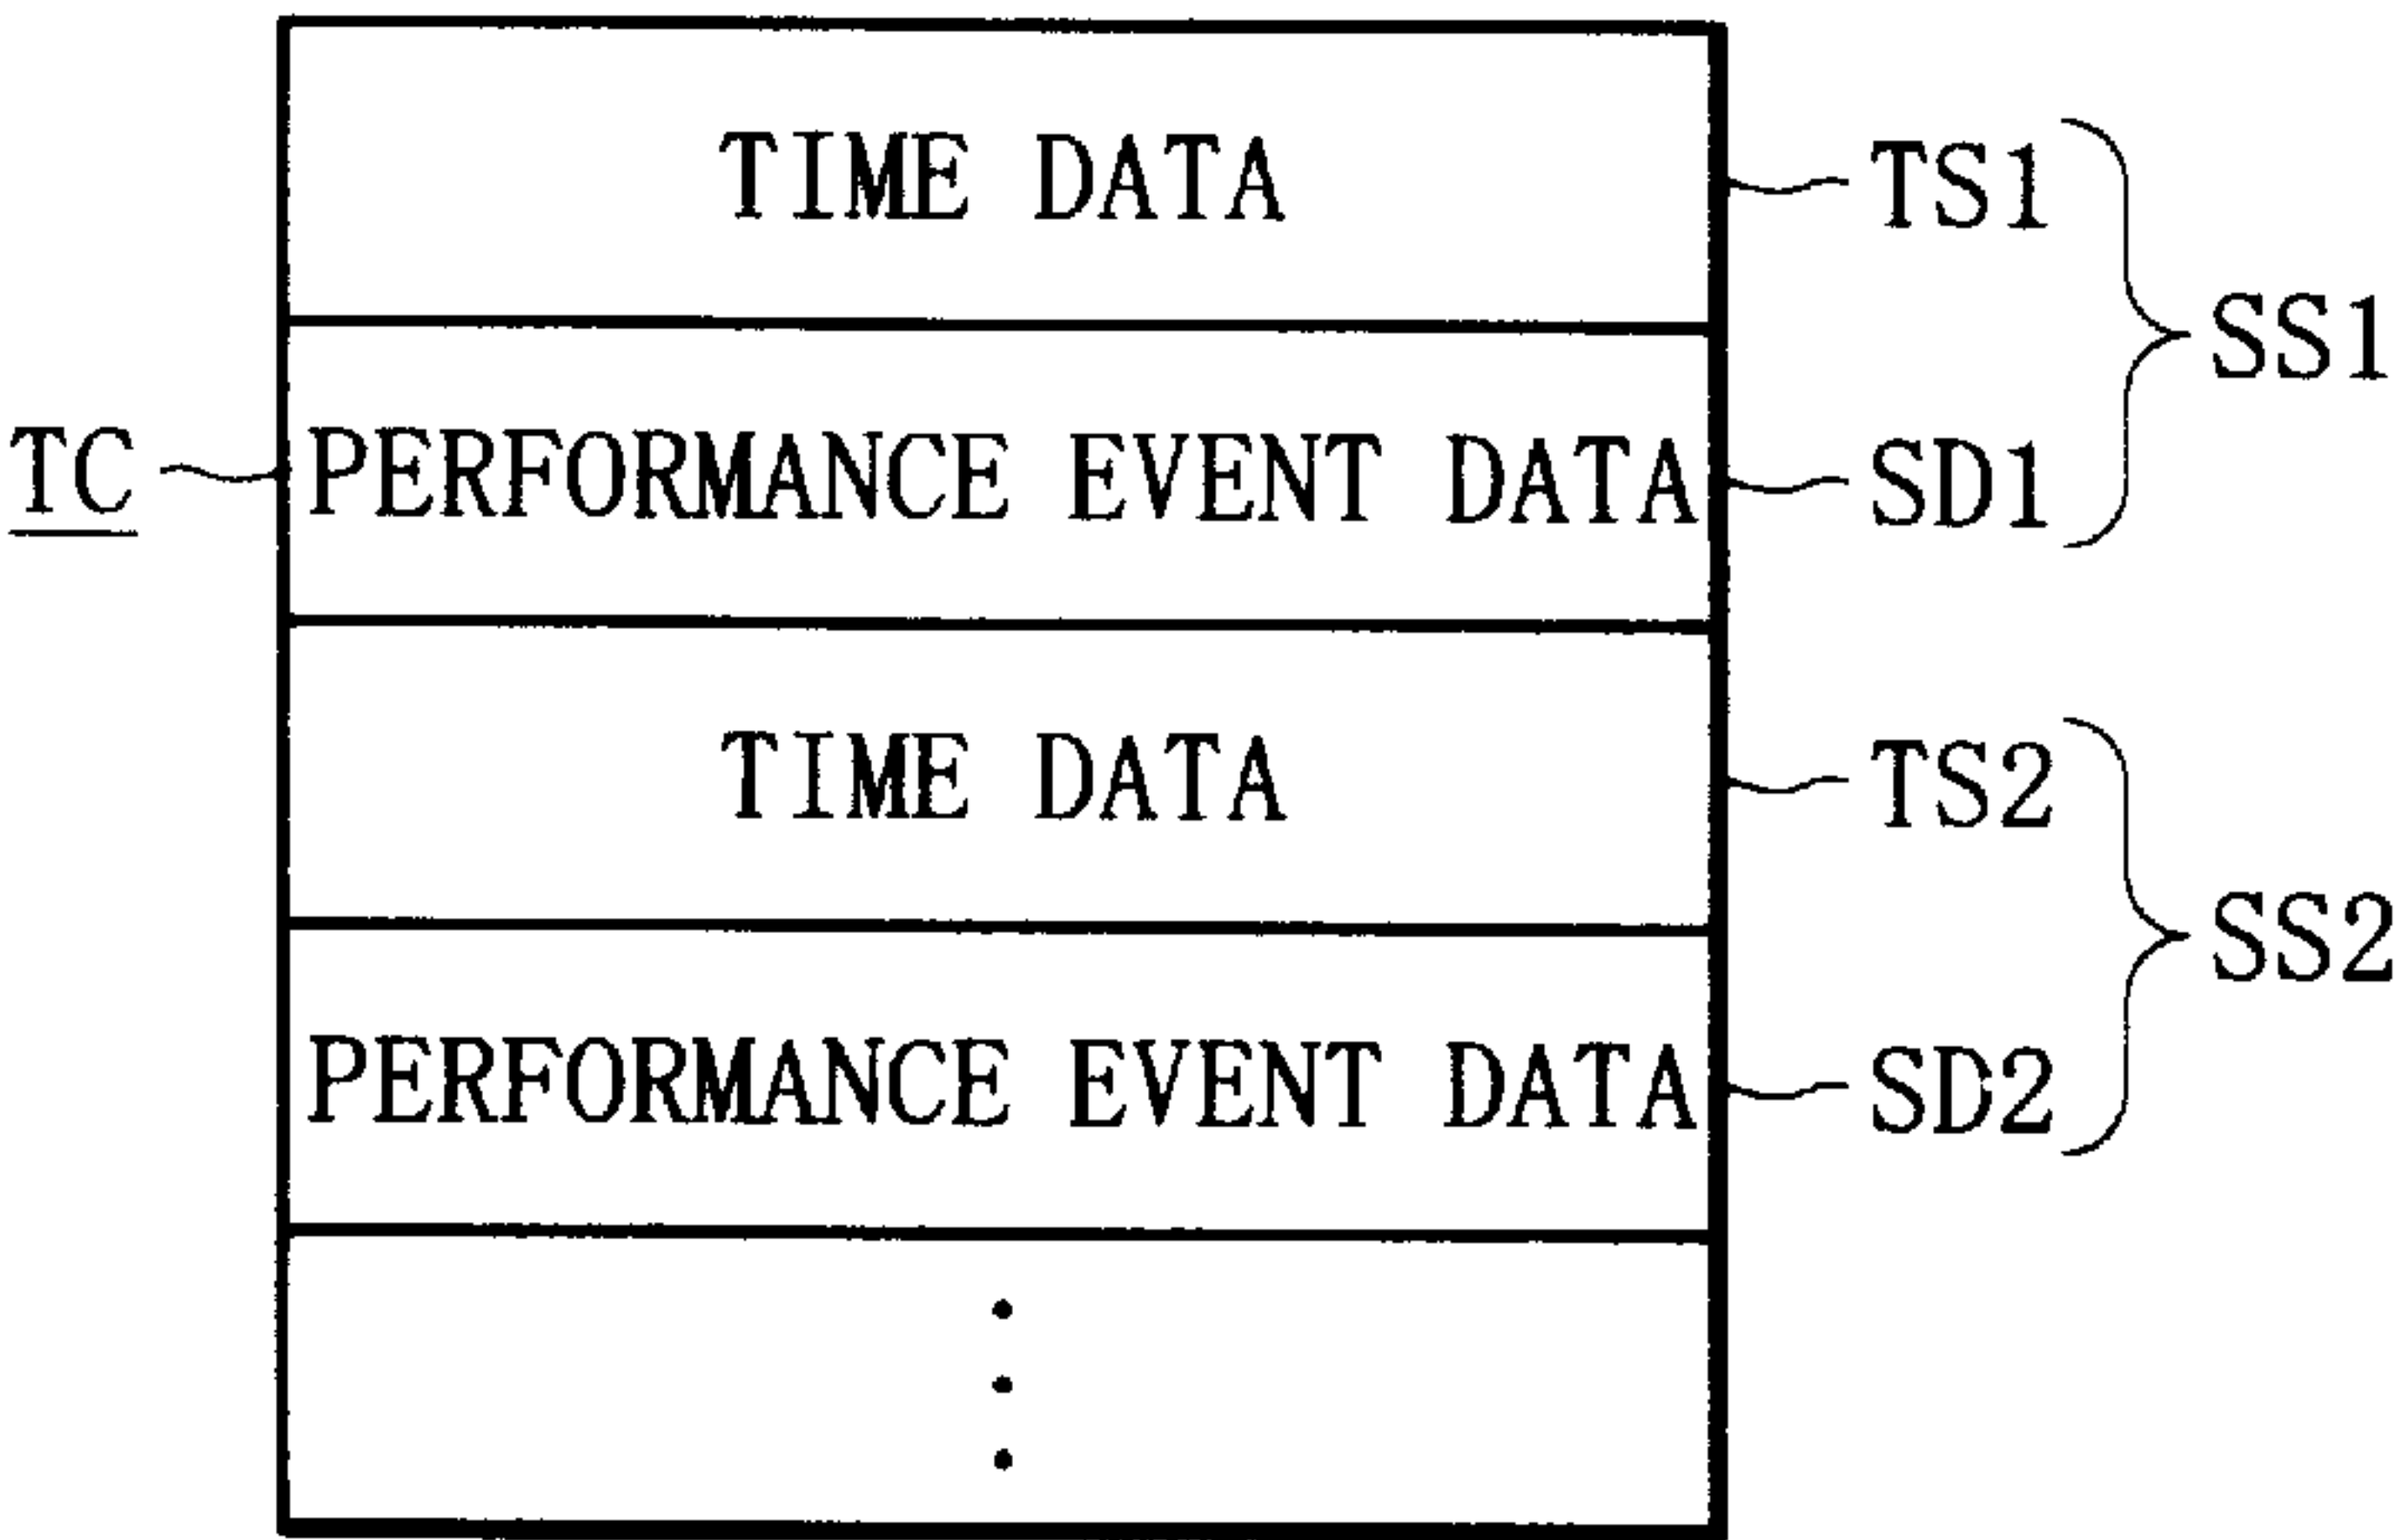 TIME DATA
TS1
SS1
TC
PERFORMANCE EVENT DATA
SD1
TIME DATA
TS2
SS2
PERFORMANCE EVENT DATA
SD2